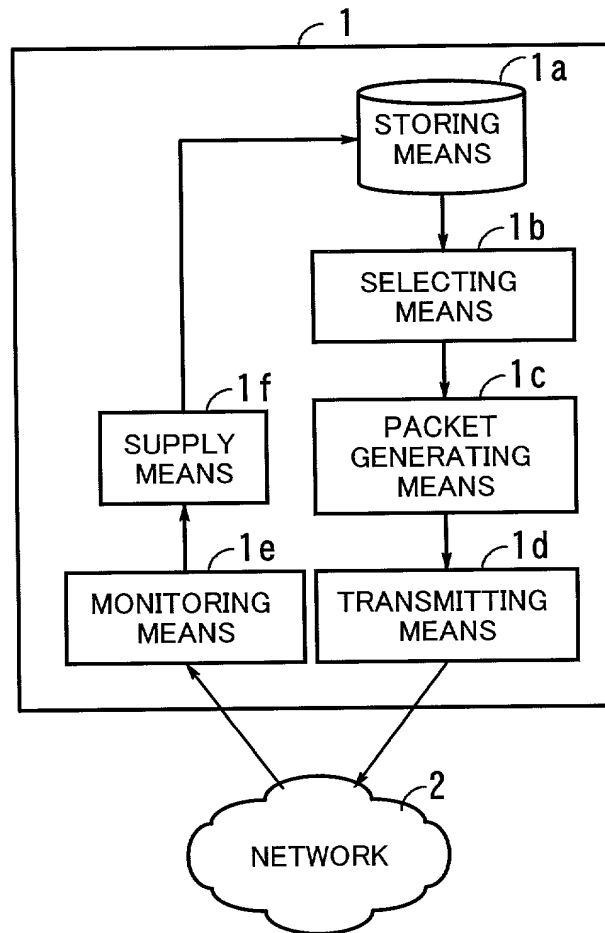 1
1a
STORING
MEANS
1b
SELECTING
MEANS
1c
PACKET
GENERATING
MEANS
1f
SUPPLY
MEANS
1e
MONITORING
MEANS
1d
TRANSMITTING
MEANS
2
NETWORK